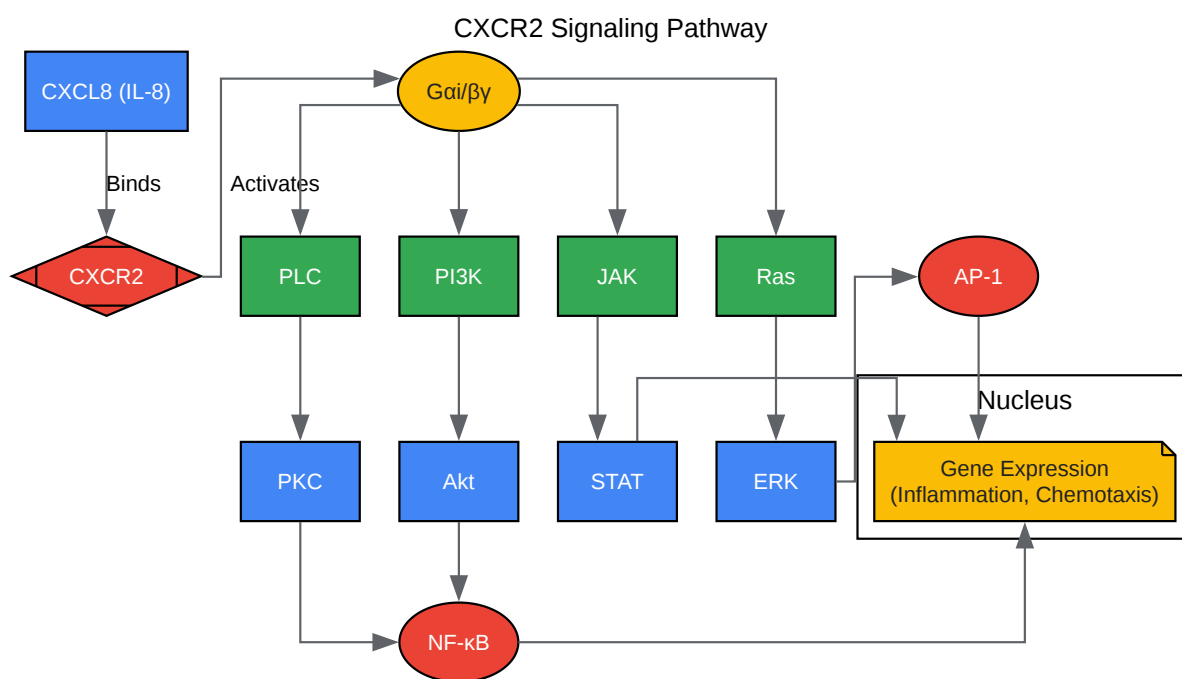 CXCR2 Signaling Pathway
CXCL8 (IL-8)
Gαi/βγ
Binds
Activates
CXCR2
PLC
PI3K
JAK
Ras
AP-1
Nucleus
PKC
Akt
STAT
ERK
Gene Expression
(Inflammation, Chemotaxis)
NF-κB